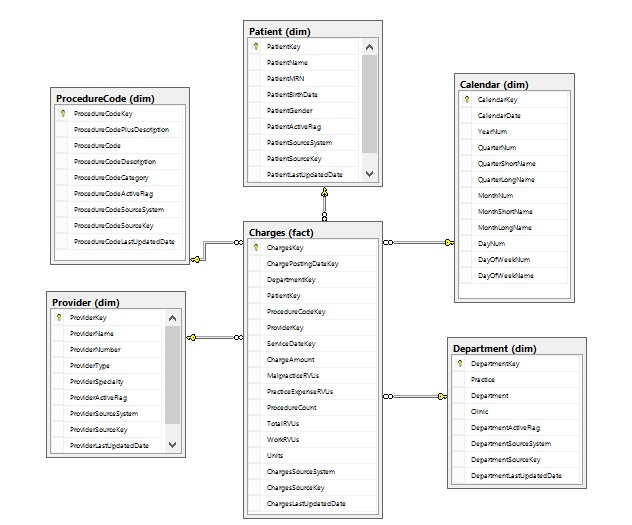 Patient (dim)
PatientKey
PatientName
PatientMRN
PatientBirthDate
PatientGender
PatientActiveFlag
PatientSourceSystem
PatientSourceKey
PatientLastUpdatedDate
ProcedureCode (dim)
ProcedureCodeKey
ProcedureCodePlusDescription
ProcedureCode
ProcedureCodeDescription
ProcedureCodeCategory
ProcedureCodeActiveFlag
ProcedureCodeSourceSystem
ProcedureCodeSourceKey
ProcedureCodeLastUpdatedDate
Calendar (dim)
CalendarKey
CalendarDate
YearNum
QuarterNum
QuarterShortName
QuarterLongName
MonthNum
MonthShortName
MonthLongName
DayNum
DayOfWeekNum
DayOfWeekName
Charges (fact)
ChargesKey
ChargePostingDateKey
DepartmentKey
PatientKey
ProcedureCodeKey
ProviderKey
ServiceDateKey
ChargeAmount
MalpracticeRVUs
PracticeExpenseRVUs
ProcedureCount
TotalRVUs
WorkRVUs
Units
ChargesSourceSystem
ChargesSourceKey
ChargesLastUpdatedDate
Provider (dim)
ProviderKey
ProviderName
ProviderNumber
ProviderType
ProviderSpecialty
ProviderActiveFlag
ProviderSourceSystem
ProviderSourceKey
ProviderLastUpdatedDate
Department (dim)
DepartmentKey
Practice
Department
Clinic
DepartmentActiveFlag
DepartmentSourceSystem
DepartmentSourceKey
DepartmentLastUpdatedDate